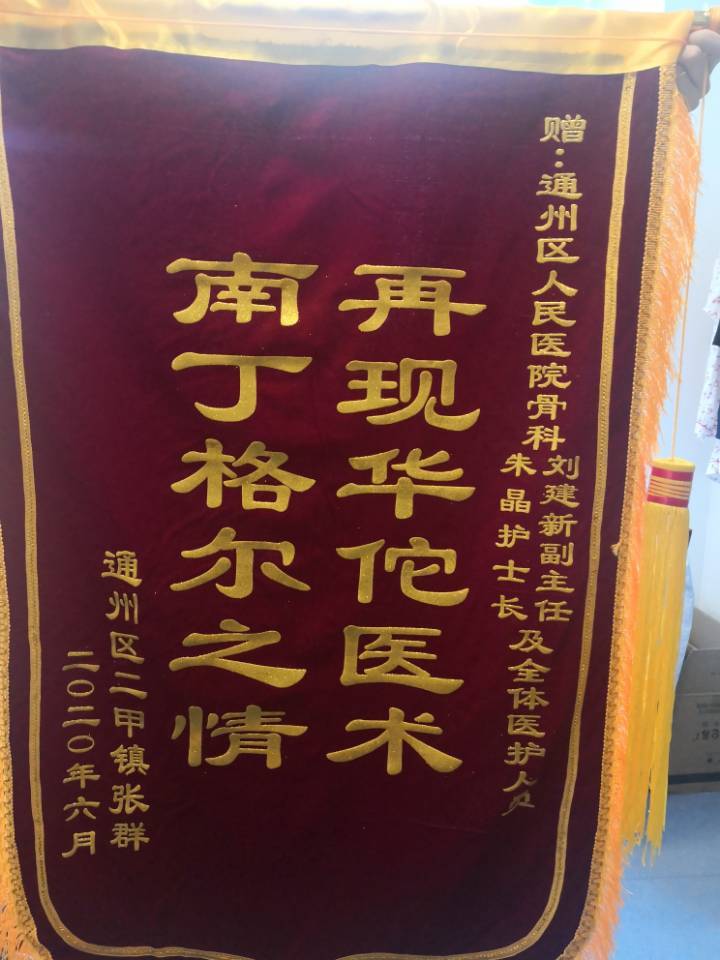 赠:通州区人民医院骨科
刘建新副主任
朱晶护士长
及全体医护人员
再现华佗医术
南丁格尔之情
通州区二甲镇张群
二〇二〇年六月